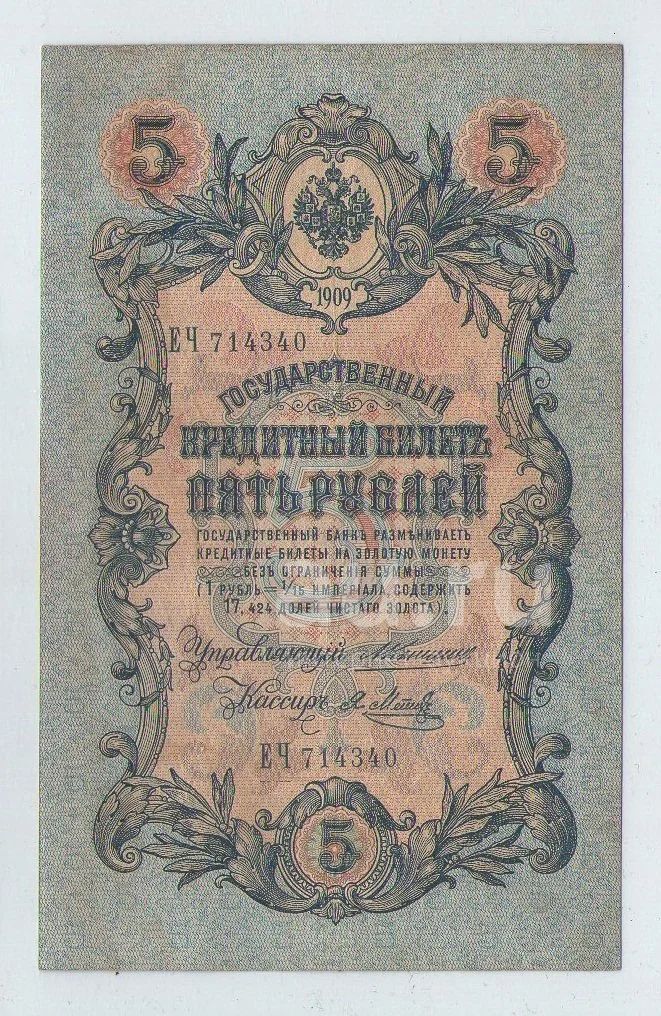 5 5
1909
ЕЧ 714340
ГОСУДАРСТВЕННЫЙ
КРЕДИТНЫЙ БИЛЕТЪ
ПЯТЬ РУБЛЕЙ
ГОСУДАРСТВЕННЫЙ БАНКЪ РАЗМѢНИВАЕТЪ
КРЕДИТНЫЕ БИЛЕТЫ НА ЗОЛОТУЮ МОНЕТУ
БЕЗЪ ОГРАНИЧЕНІЯ СУММЫ
(1 РУБЛЬ = 1/15 ИМПЕРІАЛА, СОДЕРЖИТЪ
17,424 ДОЛЕЙ ЧИСТАГО ЗОЛОТА).
Управляющій
Кассиръ
ЕЧ 714340
5